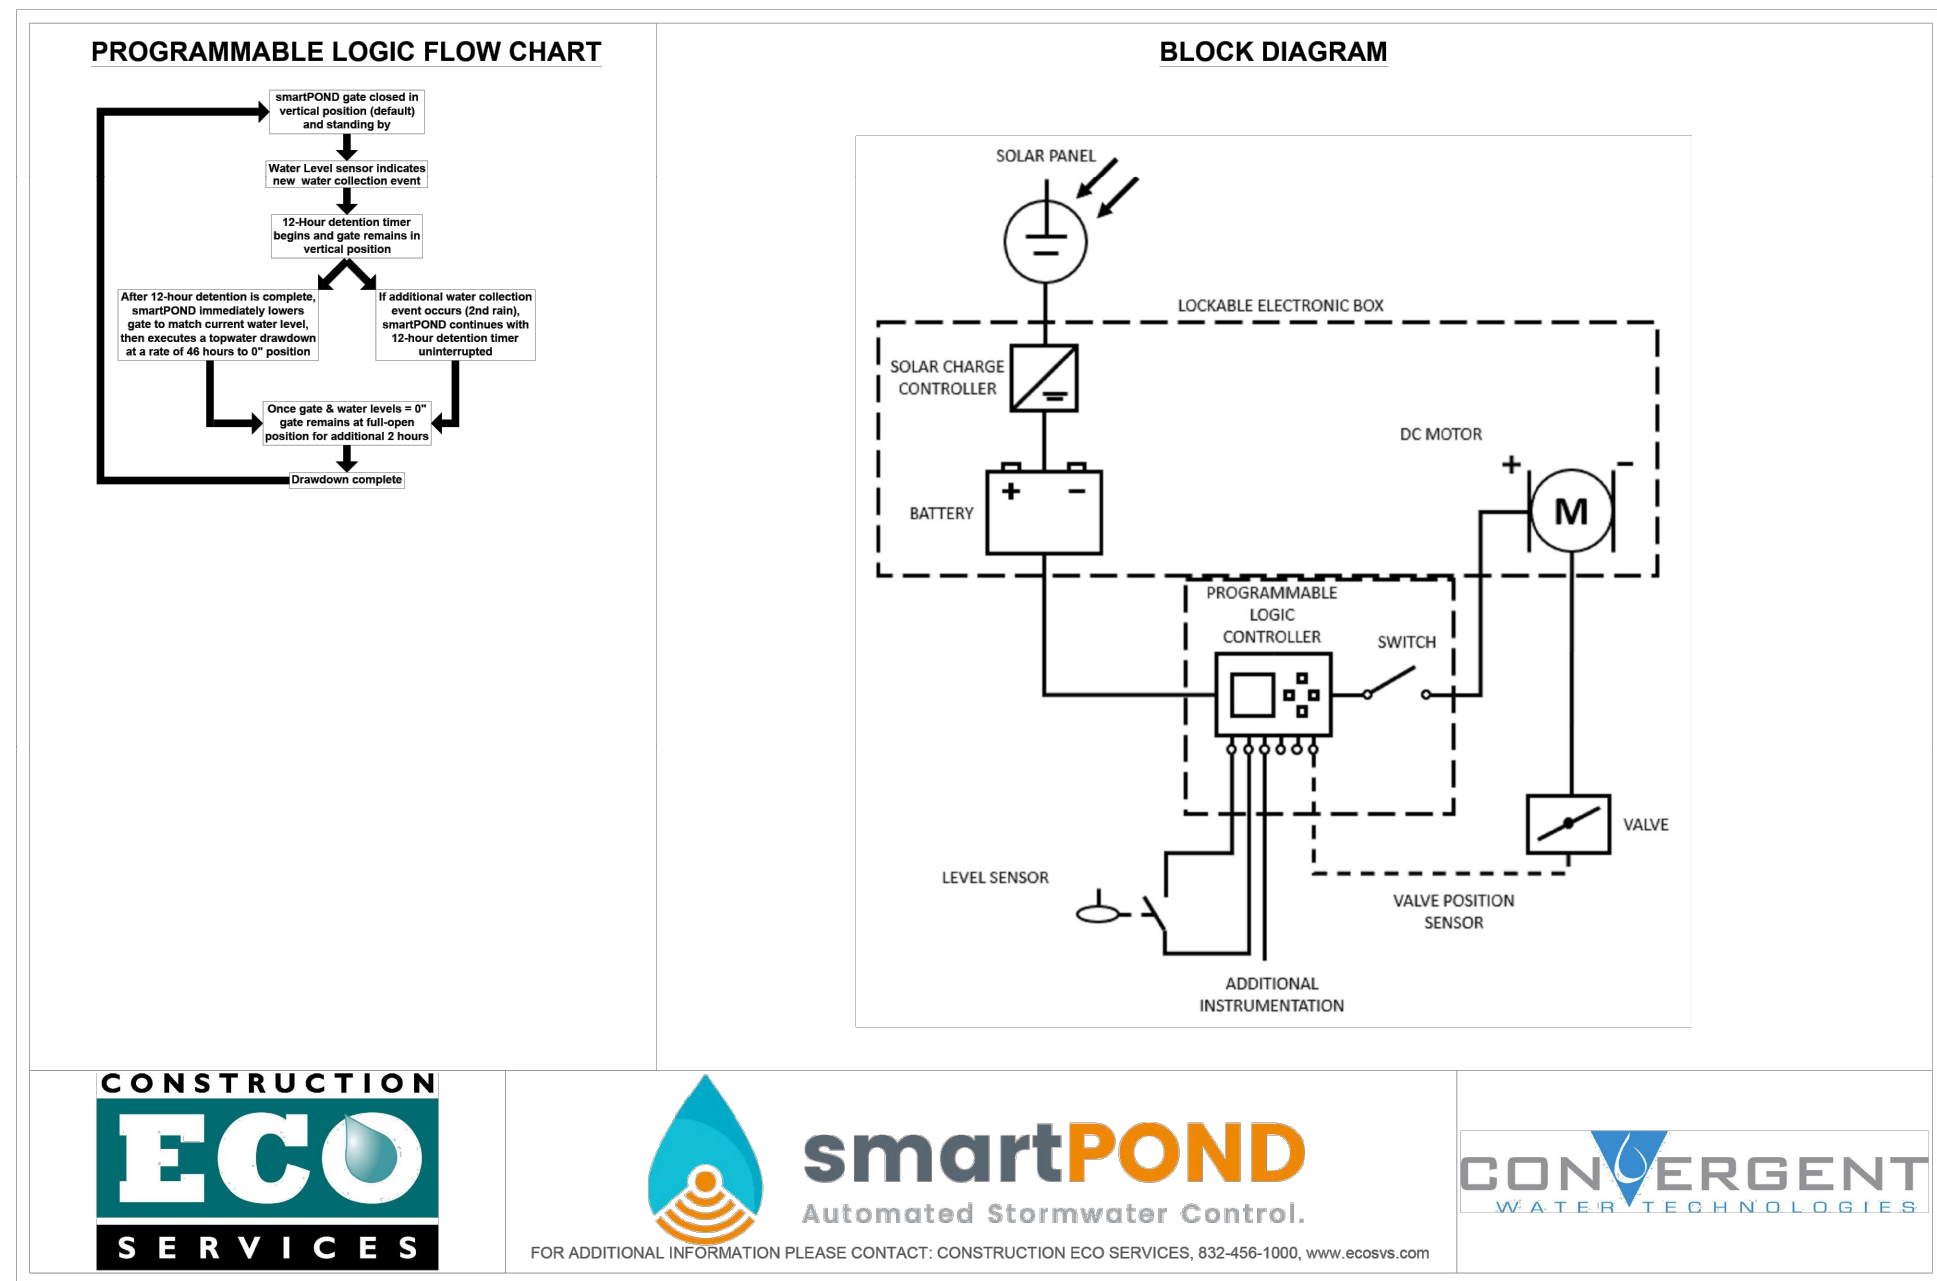 PROGRAMMABLE LOGIC FLOW CHART
smartPOND gate closed in
vertical position (default)
and standing by
Water Level sensor indicates
new water collection event
12-Hour detention timer
begins and gate remains in
vertical position
After 12-hour detention is complete,
smartPOND immediately lowers
gate to match current water level,
then executes a topwater drawdown
at a rate of 46 hours to 0" position
If additional water collection
event occurs (2nd rain),
smartPOND continues with
12-hour detention timer
uninterrupted
Once gate & water levels = 0"
gate remains at full-open
position for additional 2 hours
Drawdown complete
BLOCK DIAGRAM
SOLAR PANEL
LOCKABLE ELECTRONIC BOX
SOLAR CHARGE
CONTROLLER
DC MOTOR
+ −
M
+ −
BATTERY
PROGRAMMABLE
LOGIC
CONTROLLER
SWITCH
VALVE
LEVEL SENSOR
VALVE POSITION
SENSOR
ADDITIONAL
INSTRUMENTATION
CONSTRUCTION
ECO
SERVICES
smartPOND
Automated Stormwater Control.
FOR ADDITIONAL INFORMATION PLEASE CONTACT: CONSTRUCTION ECO SERVICES, 832-456-1000, www.ecosvs.com
CONVERGENT
WATER TECHNOLOGIES